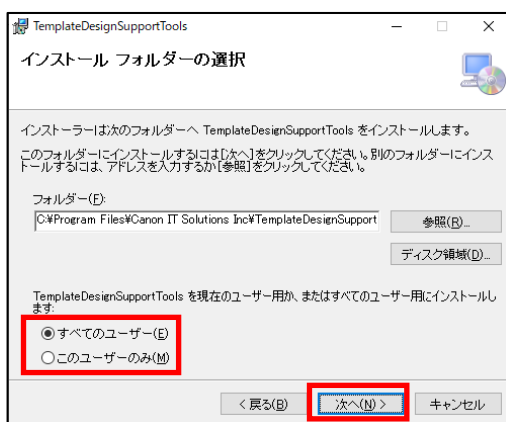 TemplateDesignSupportTools
インストール フォルダーの選択
インストーラーは次のフォルダーへ TemplateDesignSupportTools をインストールします。
このフォルダーにインストールするには[次へ]をクリックしてください。別のフォルダーにインス
トールするには、アドレスを入力するか[参照]をクリックしてください。
フォルダー(F):
C:¥Program Files¥Canon IT Solutions Inc¥TemplateDesignSupport
参照(R)...
ディスク領域(D)...
TemplateDesignSupportTools を現在のユーザー用か、またはすべてのユーザー用にインストールし
ます:
すべてのユーザー(E)
このユーザーのみ(M)
< 戻る(B)
次へ(N) >
キャンセル